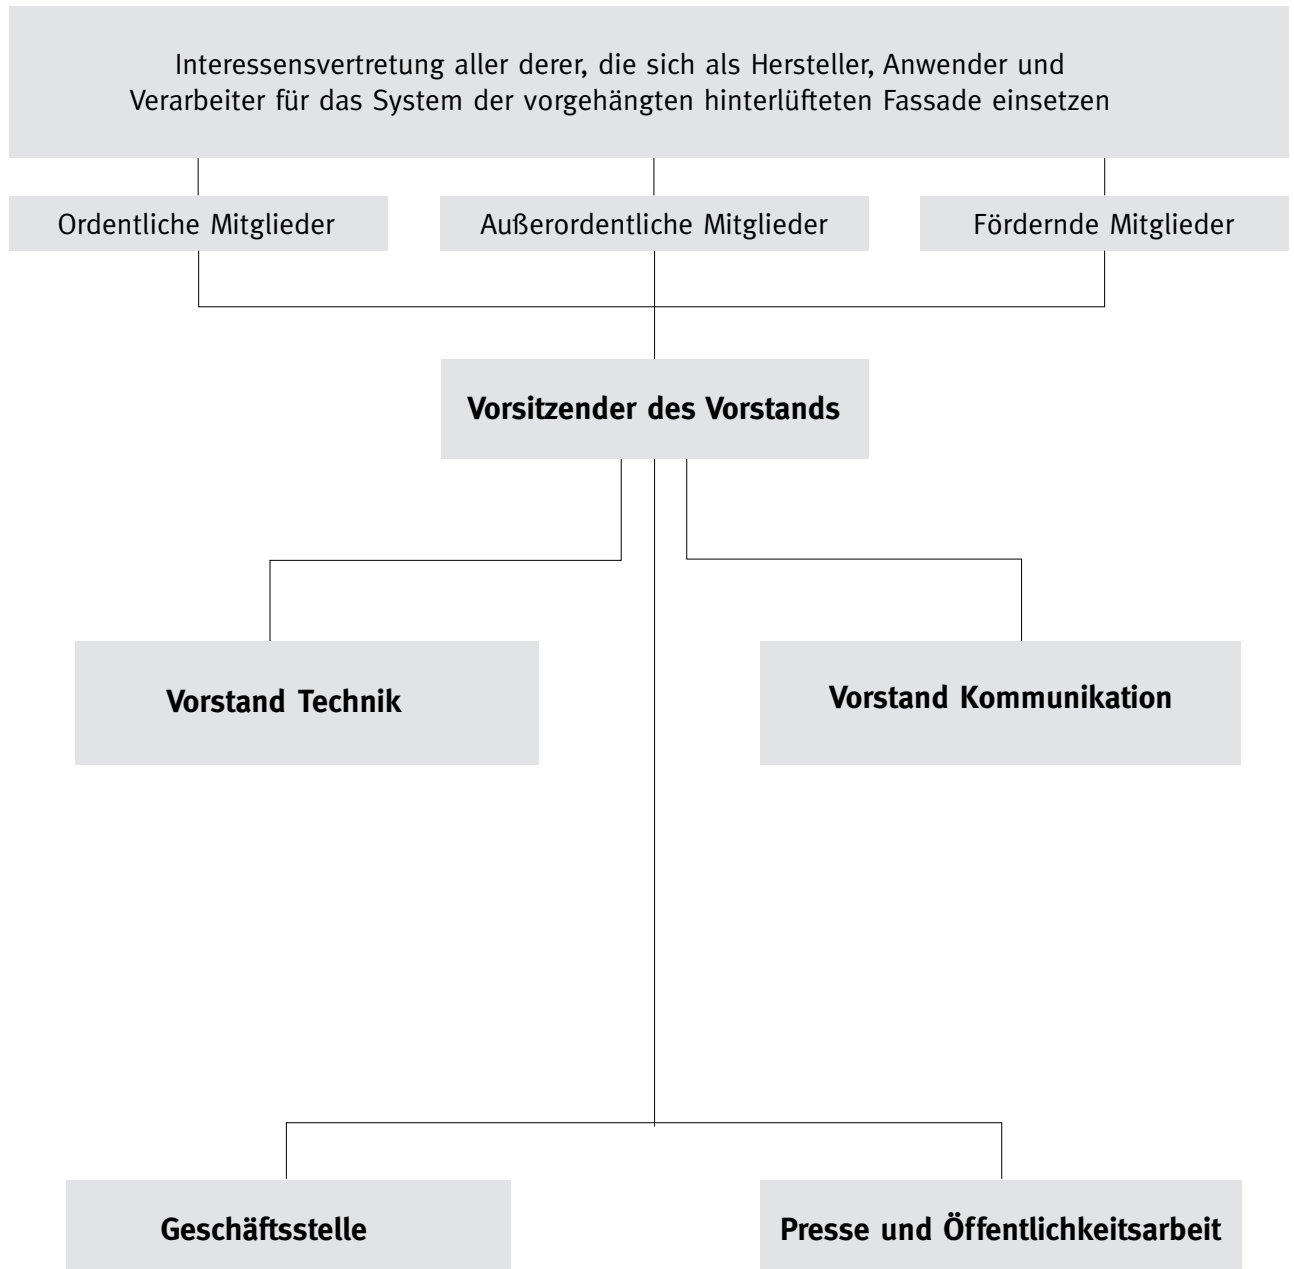 Interessensvertretung aller derer, die sich als Hersteller, Anwender und
Verarbeiter für das System der vorgehängten hinterlüfteten Fassade einsetzen
Ordentliche Mitglieder
Außerordentliche Mitglieder
Fördernde Mitglieder
Vorsitzender des Vorstands
Vorstand Technik
Vorstand Kommunikation
Geschäftsstelle
Presse und Öffentlichkeitsarbeit